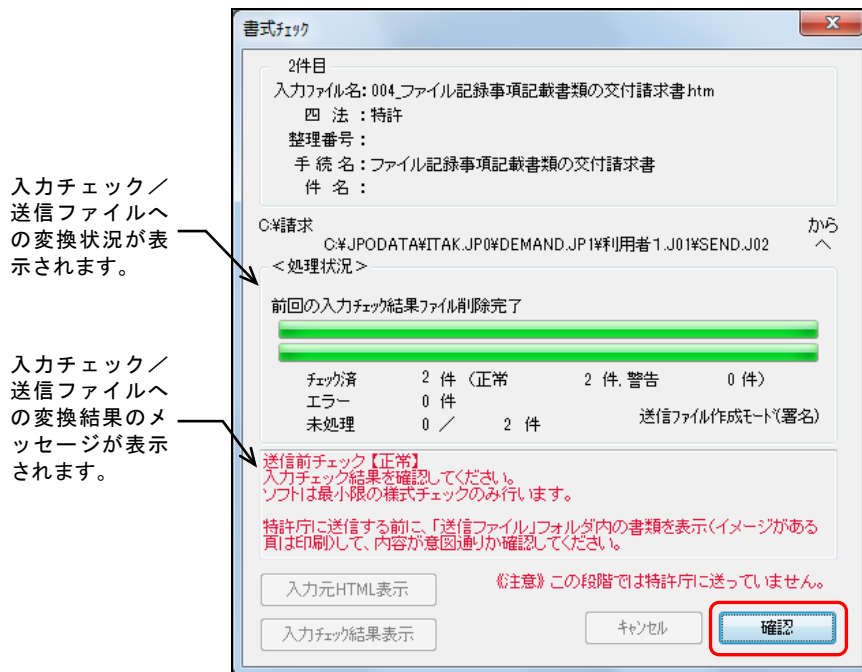 書式ﾁｪｯｸ
2件目
入力ﾌｧｲﾙ名：004_ファイル記録事項記載書類の交付請求書.htm
四 法：特許
整理番号：
手 続 名：ファイル記録事項記載書類の交付請求書
件 名：
C:¥請求 から
C:¥JPODATA¥ITAK.JP0¥DEMAND.JP1¥利用者１.J01¥SEND.J02 へ
＜処理状況＞
前回の入力ﾁｪｯｸ結果ﾌｧｲﾙ削除完了
ﾁｪｯｸ済 2 件 （正常 2 件, 警告 0 件）
エラー 0 件
未処理 0 ／ 2 件 送信ﾌｧｲﾙ作成ﾓｰﾄﾞ(署名)
送信前チェック【正常】
入力チェック結果を確認してください。
ソフトは最小限の様式チェックのみ行います。
特許庁に送信する前に、「送信ファイル」フォルダ内の書類を表示（イメージがある
頁は印刷）して、内容が意図通りか確認してください。
入力元HTML表示
《注意》この段階では特許庁に送っていません。
入力ﾁｪｯｸ結果表示
ｷｬﾝｾﾙ
確認
入力チェック／
送信ファイルへ
の変換状況が表
示されます。
入力チェック／
送信ファイルへ
の変換結果のメ
ッセージが表示
されます。